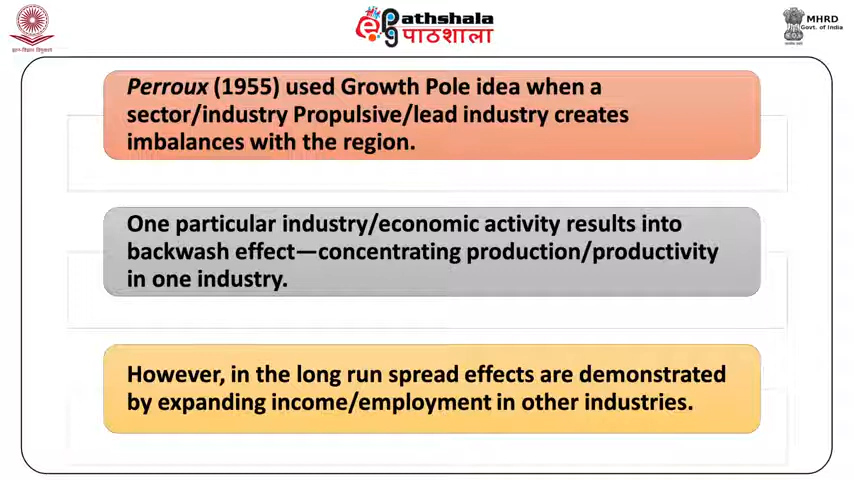 ePathshala
पाठशाला
MHRD
Govt. of India
Perroux (1955) used Growth Pole idea when a
sector/industry Propulsive/lead industry creates
imbalances with the region.
One particular industry/economic activity results into
backwash effect—concentrating production/productivity
in one industry.
However, in the long run spread effects are demonstrated
by expanding income/employment in other industries.